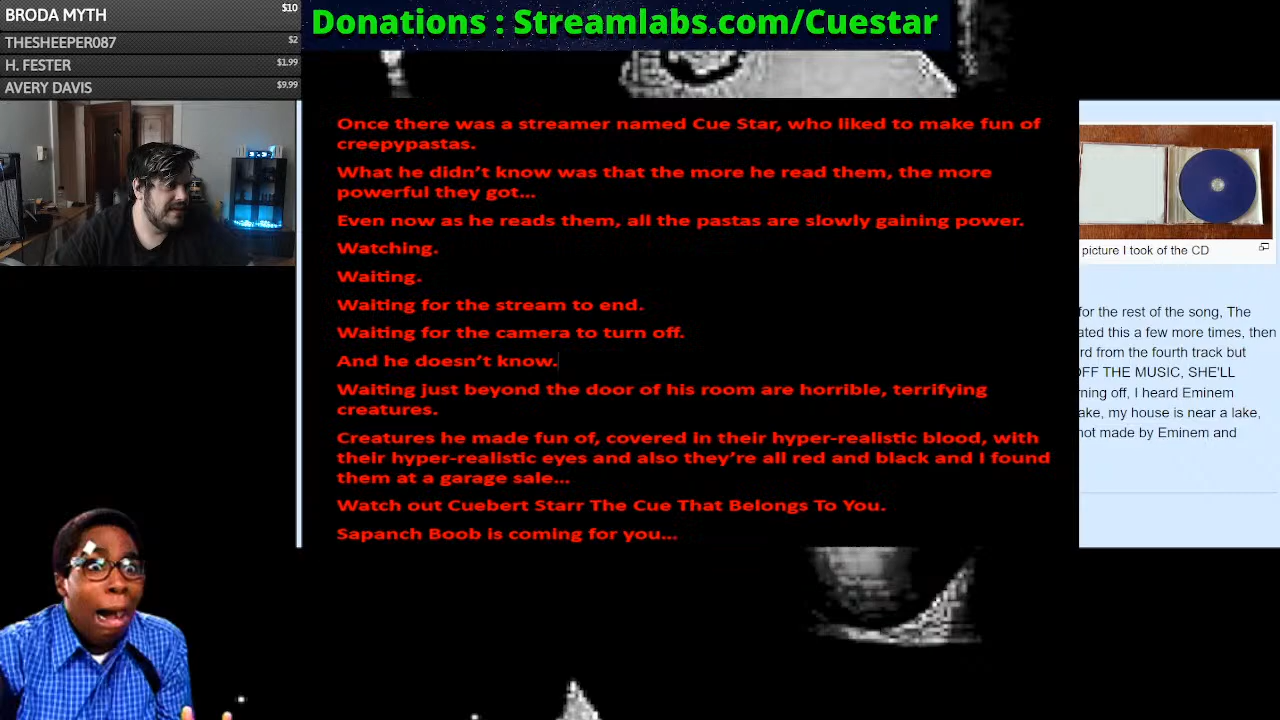 BRODA MYTH $10
THESHEEPER087 $2
H. FESTER $1.99
AVERY DAVIS $9.99
Donations : Streamlabs.com/Cuestar
Once there was a streamer named Cue Star, who liked to make fun of
creepypastas.
What he didn't know was that the more he read them, the more
powerful they got...
Even now as he reads them, all the pastas are slowly gaining power.
Watching.
Waiting.
Waiting for the stream to end.
Waiting for the camera to turn off.
And he doesn't know.
Waiting just beyond the door of his room are horrible, terrifying
creatures.
Creatures he made fun of, covered in their hyper-realistic blood, with
their hyper-realistic eyes and also they're all red and black and I found
them at a garage sale...
Watch out Cuebert Starr The Cue That Belongs To You.
Sapanch Boob is coming for you...
picture I took of the CD
for the rest of the song, The
ated this a few more times, then
rd from the fourth track but
OFF THE MUSIC, SHE'LL
ning off, I heard Eminem
ake, my house is near a lake,
not made by Eminem and